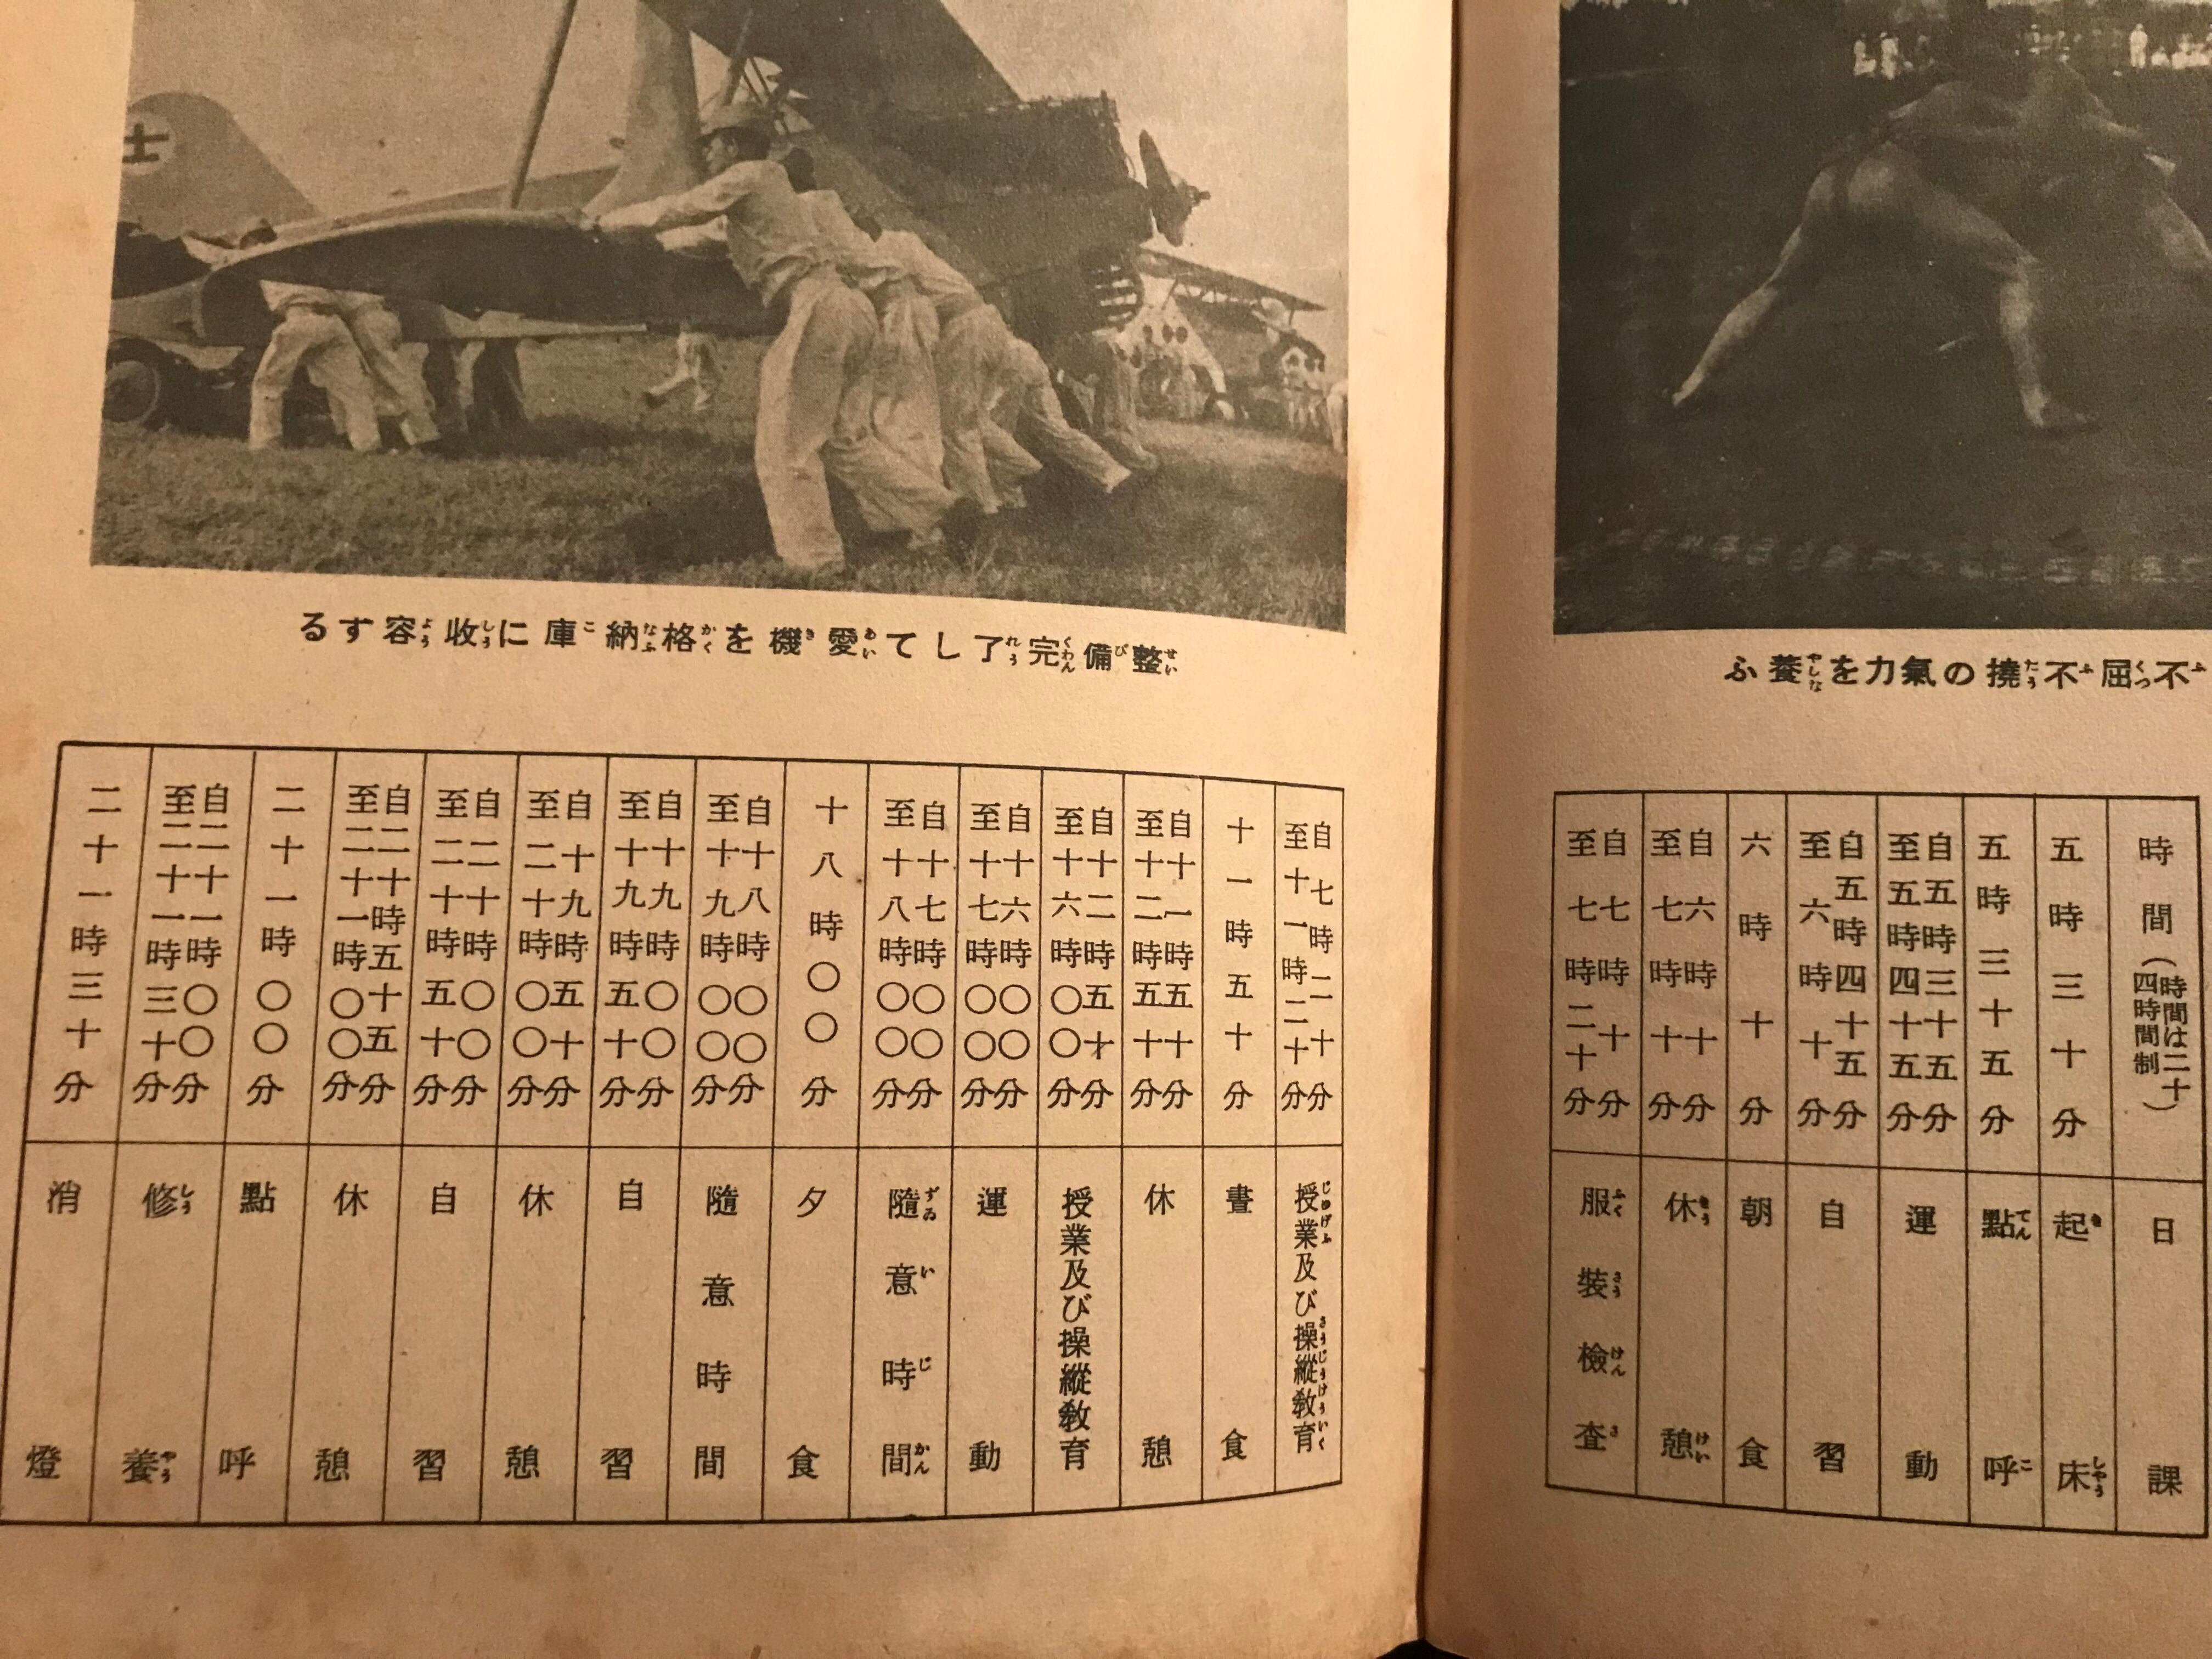 不屈不撓の氣力を養ふ
時間（時間は二十四時間制）
日課
五時三十分
起床
五時三十五分
點呼
自五時三十五分
至五時四十五分
運動
自五時四十五分
至六時十分
自習
六時十分
朝食
自六時十分
至七時十分
休憩
自七時十分
至七時二十分
服裝檢査
士
整備完了して愛機を格納庫に收容する
自七時二十分
至十一時二十分
授業及び操縱敎育
十一時五十分
晝食
自十一時五十分
至十二時五十分
休憩
自十二時五十分
至十六時〇〇分
授業及び操縱敎育
自十六時〇〇分
至十七時〇〇分
運動
自十七時〇〇分
至十八時〇〇分
隨意時間
十八時〇〇分
夕食
自十八時〇〇分
至十九時〇〇分
隨意時間
自十九時〇〇分
至十九時五十分
自習
自十九時五十分
至二十時〇〇分
休憩
自二十時〇〇分
至二十時五十分
自習
自二十時五十五分
至二十一時〇〇分
休憩
二十一時〇〇分
點呼
自二十一時〇〇分
至二十一時三十分
修養
二十一時三十分
消燈